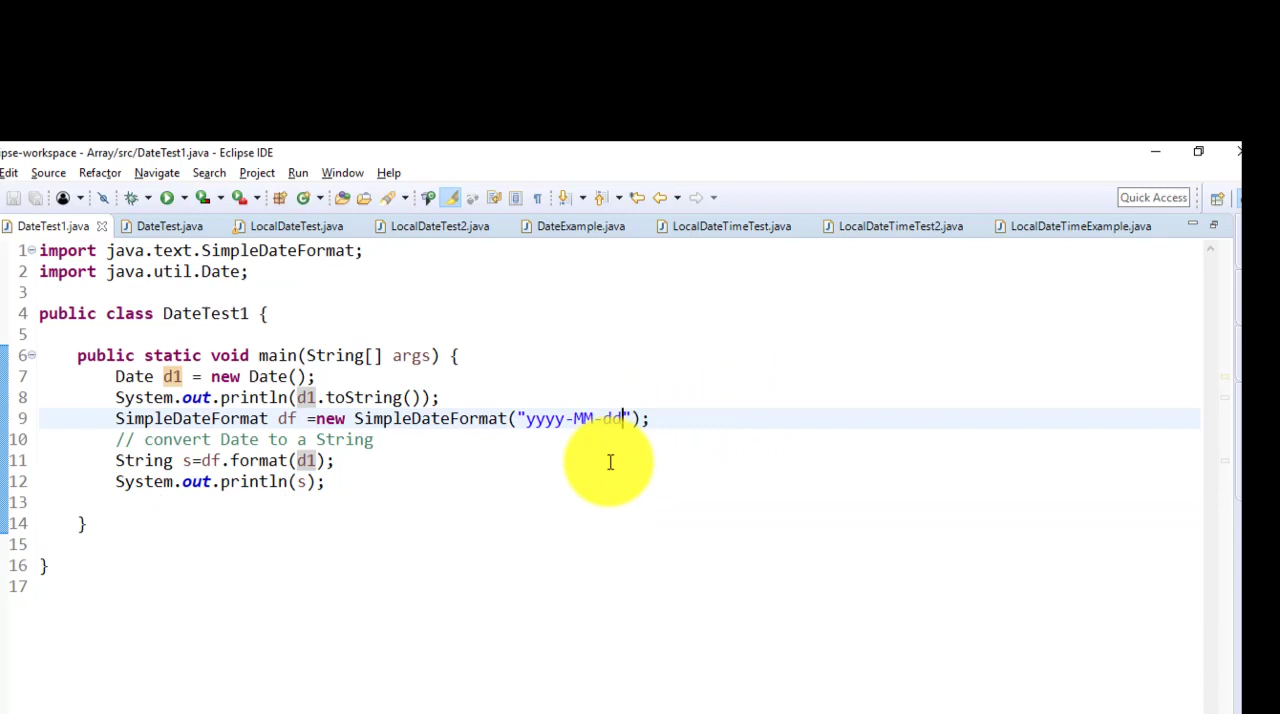 ipse-workspace - Array/src/DateTest1.java - Eclipse IDE
Edit Source Refactor Navigate Search Project Run Window Help
Quick Access
DateTest1.java DateTest.java LocalDateTest.java LocalDateTest2.java DateExample.java LocalDateTimeTest.java LocalDateTimeTest2.java LocalDateTimeExample.java
1 import java.text.SimpleDateFormat;
2 import java.util.Date;
3
4 public class DateTest1 {
5
6 public static void main(String[] args) {
7 Date d1 = new Date();
8 System.out.println(d1.toString());
9 SimpleDateFormat df =new SimpleDateFormat("yyyy-MM-dd");
10 // convert Date to a String
11 String s=df.format(d1);
12 System.out.println(s);
13
14 }
15
16 }
17